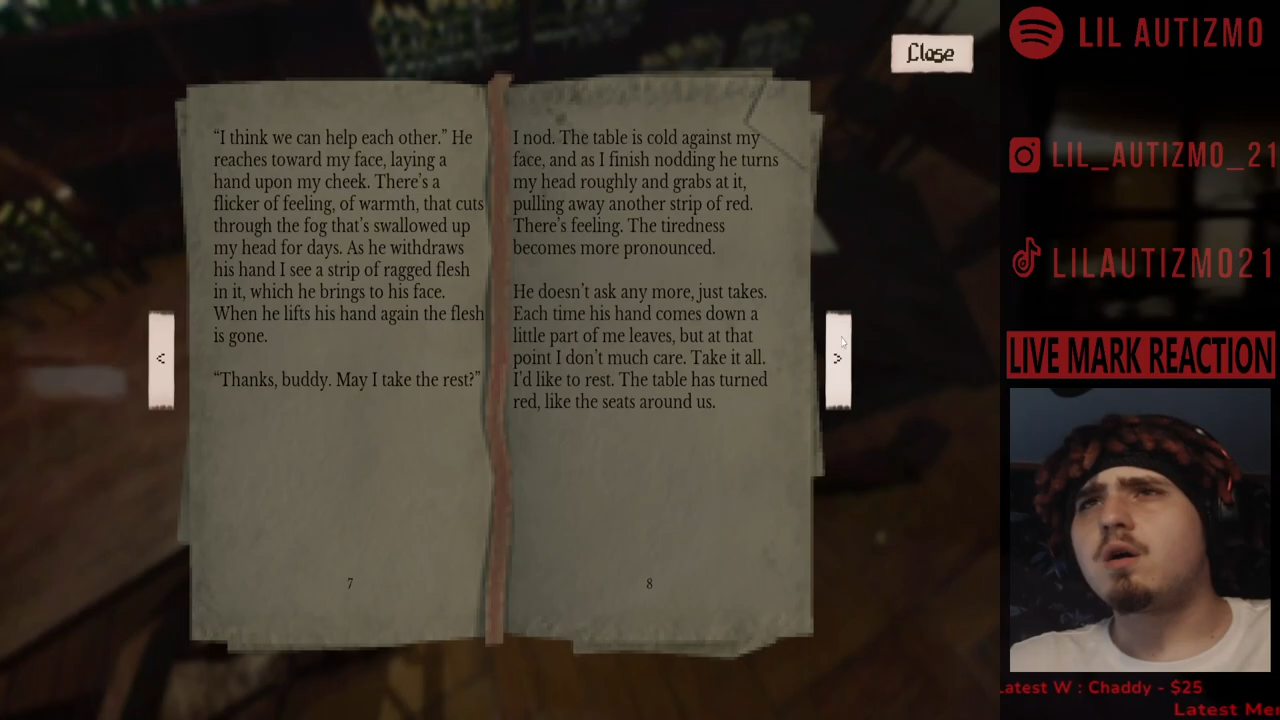 Close
LIL AUTIZMO
LIL_AUTIZMO_21
LILAUTIZMO21
LIVE MARK REACTION
“I think we can help each other.” He
reaches toward my face, laying a
hand upon my cheek. There’s a
flicker of feeling, of warmth, that cuts
through the fog that’s swallowed up
my head for days. As he withdraws
his hand I see a strip of ragged flesh
in it, which he brings to his face.
When he lifts his hand again the flesh
is gone.
“Thanks, buddy. May I take the rest?”
7
I nod. The table is cold against my
face, and as I finish nodding he turns
my head roughly and grabs at it,
pulling away another strip of red.
There’s feeling. The tiredness
becomes more pronounced.
He doesn’t ask any more, just takes.
Each time his hand comes down a
little part of me leaves, but at that
point I don’t much care. Take it all.
I’d like to rest. The table has turned
red, like the seats around us.
8
<
>
Latest W : Chaddy - $25
Latest